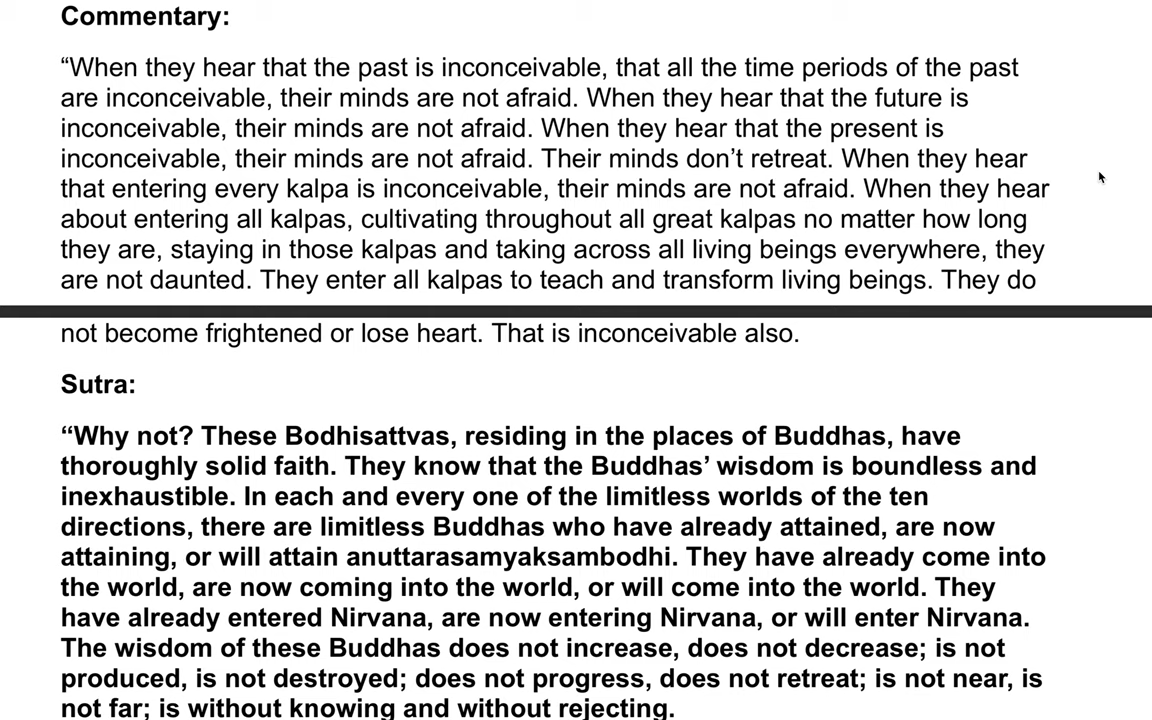 Commentary:
“When they hear that the past is inconceivable, that all the time periods of the past
are inconceivable, their minds are not afraid. When they hear that the future is
inconceivable, their minds are not afraid. When they hear that the present is
inconceivable, their minds are not afraid. Their minds don’t retreat. When they hear
that entering every kalpa is inconceivable, their minds are not afraid. When they hear
about entering all kalpas, cultivating throughout all great kalpas no matter how long
they are, staying in those kalpas and taking across all living beings everywhere, they
are not daunted. They enter all kalpas to teach and transform living beings. They do
not become frightened or lose heart. That is inconceivable also.
Sutra:
“Why not? These Bodhisattvas, residing in the places of Buddhas, have
thoroughly solid faith. They know that the Buddhas’ wisdom is boundless and
inexhaustible. In each and every one of the limitless worlds of the ten
directions, there are limitless Buddhas who have already attained, are now
attaining, or will attain anuttarasamyaksambodhi. They have already come into
the world, are now coming into the world, or will come into the world. They
have already entered Nirvana, are now entering Nirvana, or will enter Nirvana.
The wisdom of these Buddhas does not increase, does not decrease; is not
produced, is not destroyed; does not progress, does not retreat; is not near, is
not far; is without knowing and without rejecting.